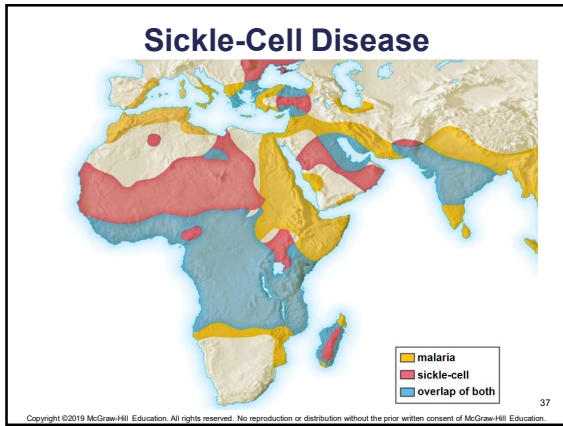 Sickle-Cell Disease
malaria
sickle-cell
overlap of both
37
Copyright ©2019 McGraw-Hill Education. All rights reserved. No reproduction or distribution without the prior written consent of McGraw-Hill Education.